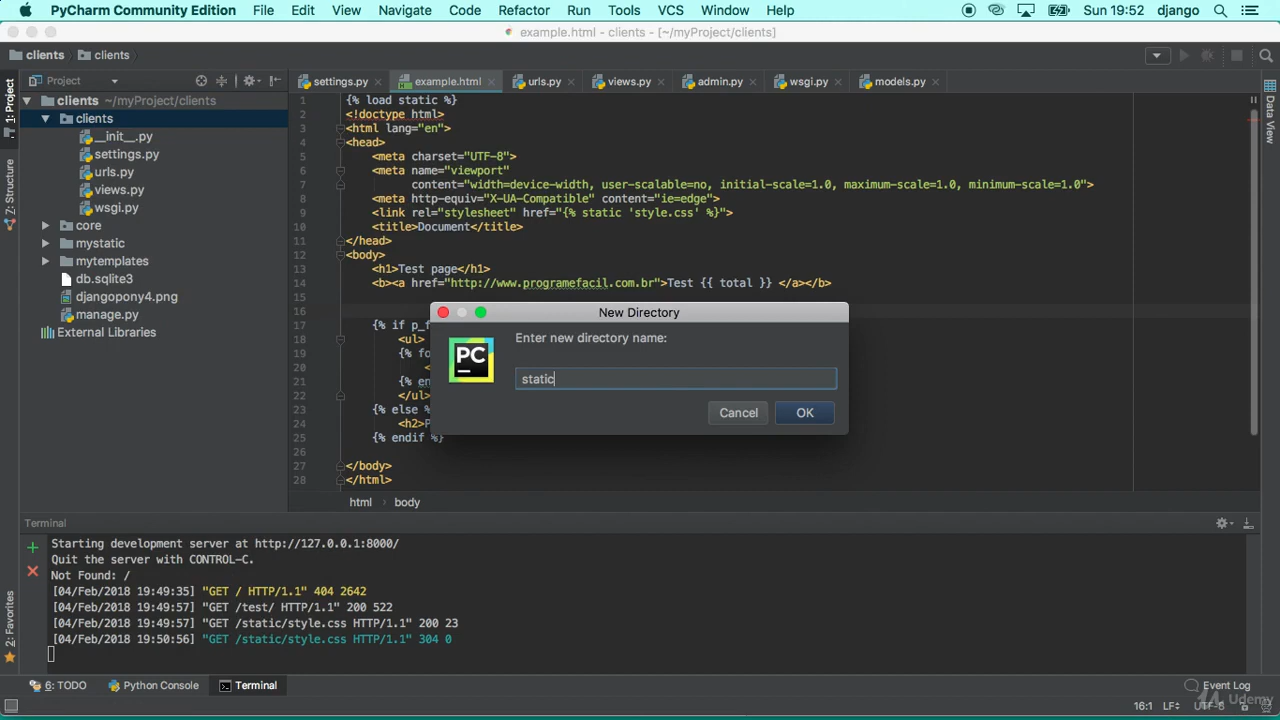 PyCharm Community Edition File Edit View Navigate Code Refactor Run Tools VCS Window Help Sun 19:52 django
example.html - clients - [~/myProject/clients]
clients clients
Project
settings.py example.html urls.py views.py admin.py wsgi.py models.py
1: Project
Z: Structure
2: Favorites
Data View
clients ~/myProject/clients
clients
__init__.py
settings.py
urls.py
views.py
wsgi.py
core
mystatic
mytemplates
db.sqlite3
djangopony4.png
manage.py
External Libraries
1 {% load static %}
2 <!doctype html>
3 <html lang="en">
4 <head>
5 <meta charset="UTF-8">
6 <meta name="viewport"
7 content="width=device-width, user-scalable=no, initial-scale=1.0, maximum-scale=1.0, minimum-scale=1.0">
8 <meta http-equiv="X-UA-Compatible" content="ie=edge">
9 <link rel="stylesheet" href="{% static 'style.css' %}">
10 <title>Document</title>
11 </head>
12 <body>
13 <h1>Test page</h1>
14 <b><a href="http://www.programefacil.com.br">Test {{ total }} </a></b>
15
16
17 {% if p_f
18 <ul>
19 {% fo
20 <
21 {% en
22 </ul>
23 {% else %
24 <h2>P
25 {% endif %}
26
27 </body>
28 </html>
New Directory
PC
Enter new directory name:
static
Cancel OK
html body
Terminal
Starting development server at http://127.0.0.1:8000/
Quit the server with CONTROL-C.
Not Found: /
[04/Feb/2018 19:49:35] "GET / HTTP/1.1" 404 2642
[04/Feb/2018 19:49:57] "GET /test/ HTTP/1.1" 200 522
[04/Feb/2018 19:49:57] "GET /static/style.css HTTP/1.1" 200 23
[04/Feb/2018 19:50:56] "GET /static/style.css HTTP/1.1" 304 0
6: TODO Python Console Terminal Event Log
16:1 LF UTF-8
Udemy